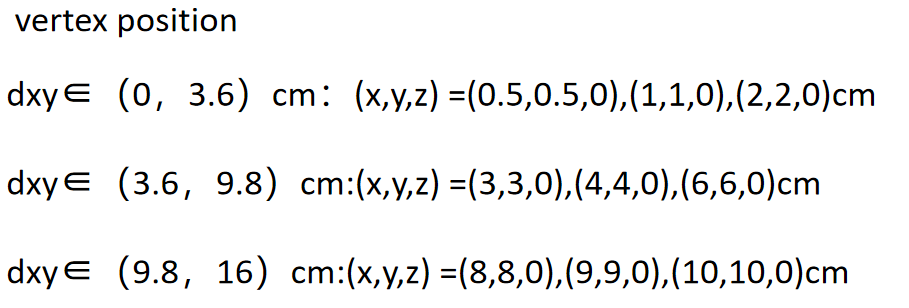 vertex position
dxy∈ （0，3.6）cm：（x,y,z）=(0.5,0.5,0),(1,1,0),(2,2,0)cm
dxy∈ （3.6，9.8）cm:(x,y,z) =(3,3,0),(4,4,0),(6,6,0)cm
dxy∈ （9.8，16）cm:(x,y,z) =(8,8,0),(9,9,0),(10,10,0)cm